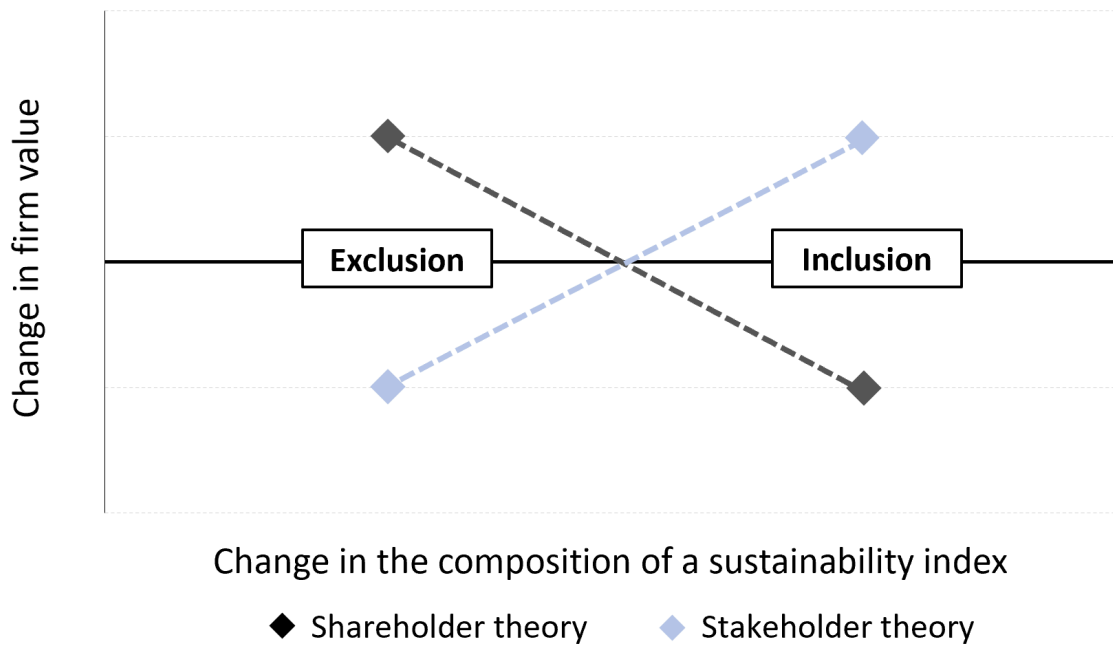 Change in firm value
Exclusion
Inclusion
Change in the composition of a sustainability index
Shareholder theory
Stakeholder theory